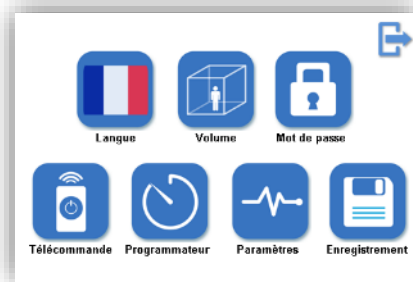 Langue Volume Mot de passe
Télécommande Programmateur Paramètres Enregistrement